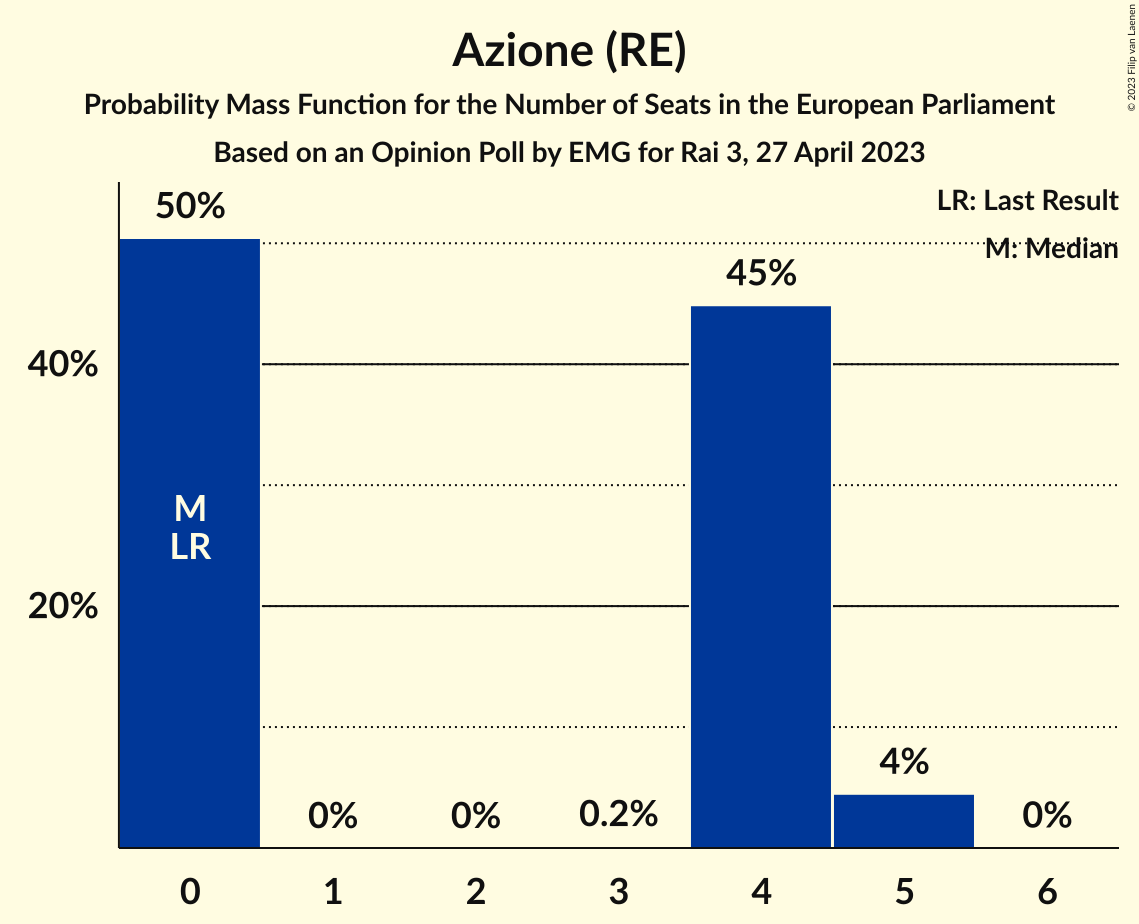 Azione (RE)
Probability Mass Function for the Number of Seats in the European Parliament
Based on an Opinion Poll by EMG for Rai 3, 27 April 2023
© 2023 Filip van Laenen
LR: Last Result
M: Median
50%
45%
40%
M
LR
20%
4%
0%
0%
0.2%
0%
0
1
2
3
4
5
6